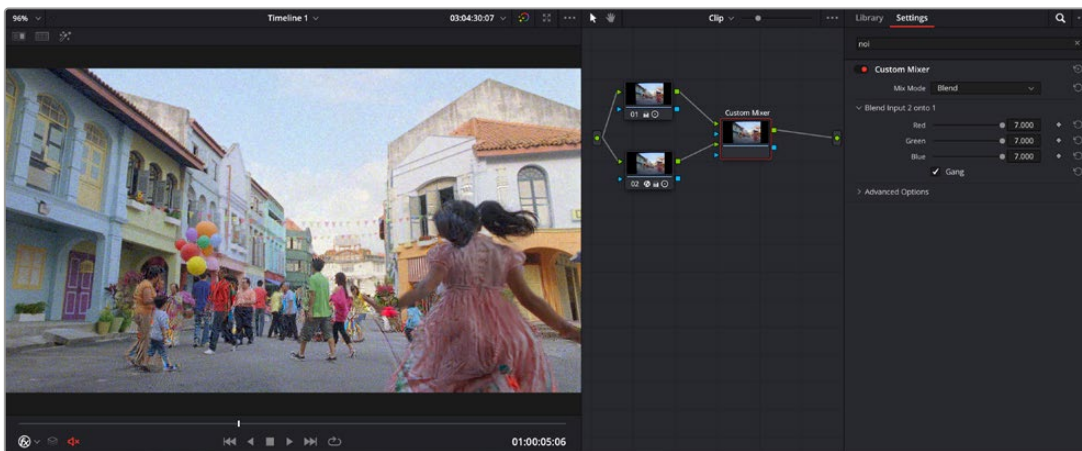 96%
Timeline 1
03:04:30:07
Clip
Library
Settings
noi
Custom Mixer
Mix Mode
Blend
Blend Input 2 onto 1
Red
7.000
Green
7.000
Blue
7.000
Gang
Advanced Options
01
Custom Mixer
02
fx
01:00:05:06